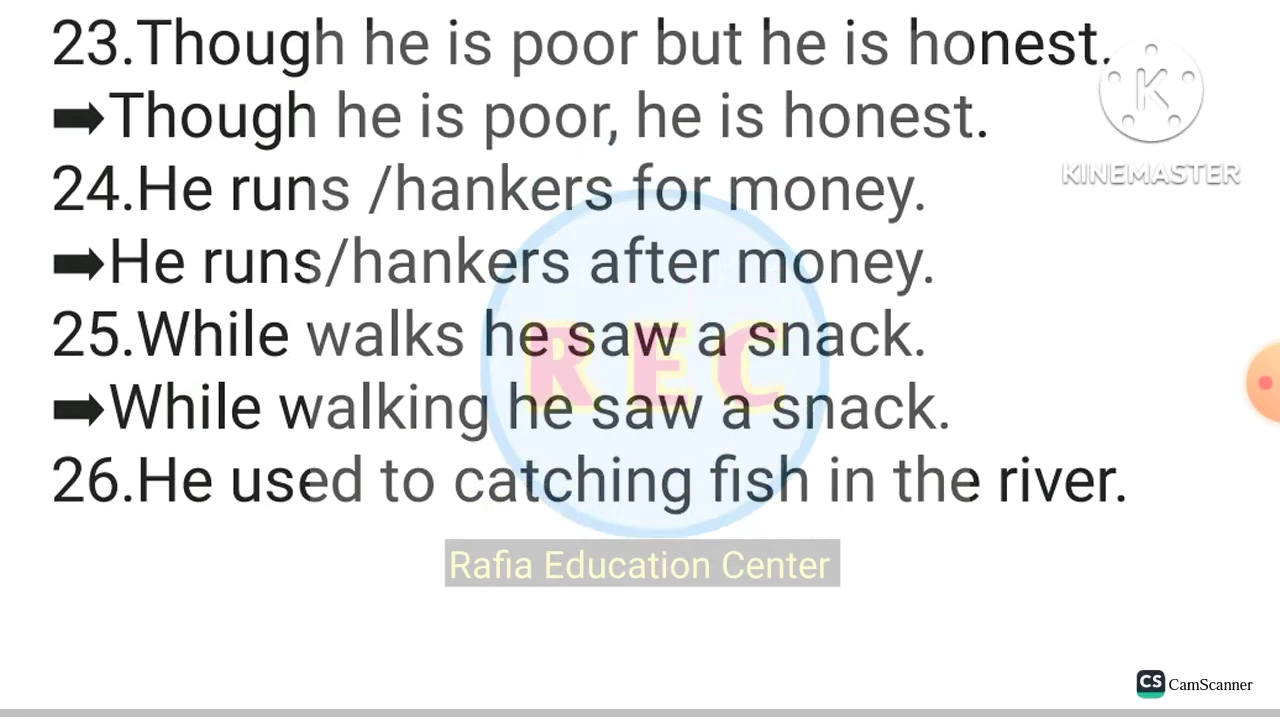 23.Though he is poor but he is honest.
➡Though he is poor, he is honest.
24.He runs /hankers for money.
➡He runs/hankers after money.
25.While walks he saw a snack.
➡While walking he saw a snack.
26.He used to catching fish in the river.
REC
Rafia Education Center
K
KINEMASTER
CS CamScanner